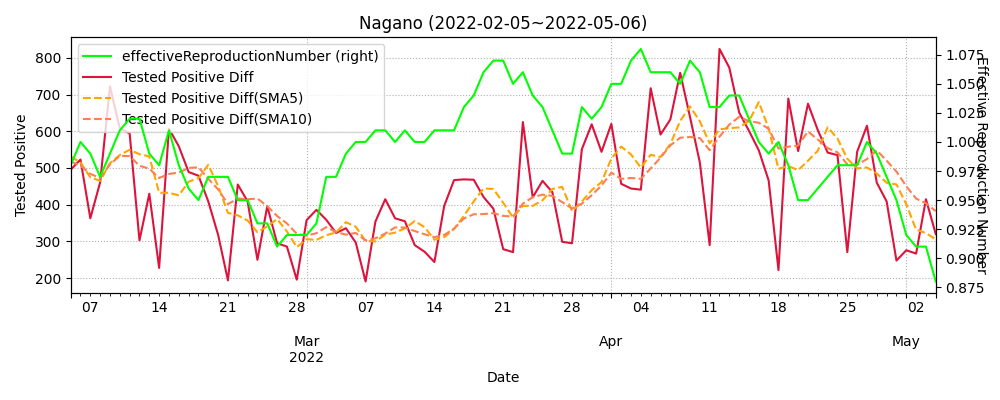 Nagano (2022-02-05~2022-05-06)
effectiveReproductionNumber (right)
Tested Positive Diff
Tested Positive Diff(SMA5)
Tested Positive Diff(SMA10)
Tested Positive
800
700
600
500
400
300
200
1.075
1.050
1.025
1.000
0.975
0.950
0.925
0.900
0.875
Effective Reproduction Number
07 14 21 28 07 14 21 28 04 11 18 25 02
Mar Apr May
2022
Date